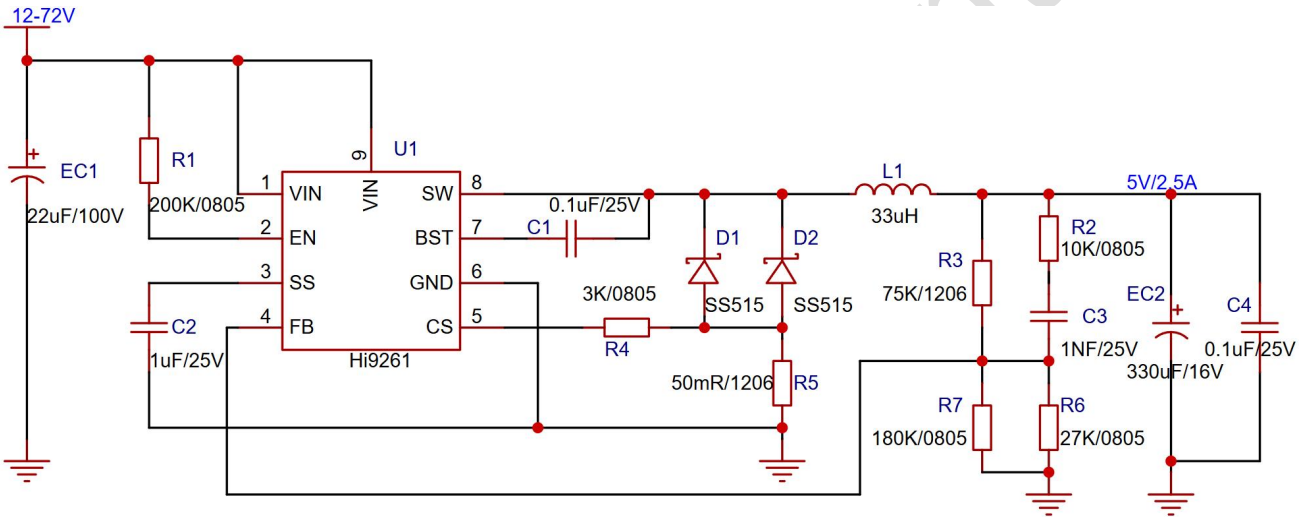 12-72V
EC1
22uF/100V
R1
200K/0805
U1
9
VIN
1
VIN
2
EN
3
SS
4
FB
SW
8
BST
7
GND
6
CS
5
Hi9261
C2
1uF/25V
0.1uF/25V
C1
3K/0805
R4
D1
SS515
D2
SS515
50mR/1206
R5
L1
33uH
5V/2.5A
R3
75K/1206
R2
10K/0805
C3
1NF/25V
R7
180K/0805
R6
27K/0805
EC2
330uF/16V
C4
0.1uF/25V